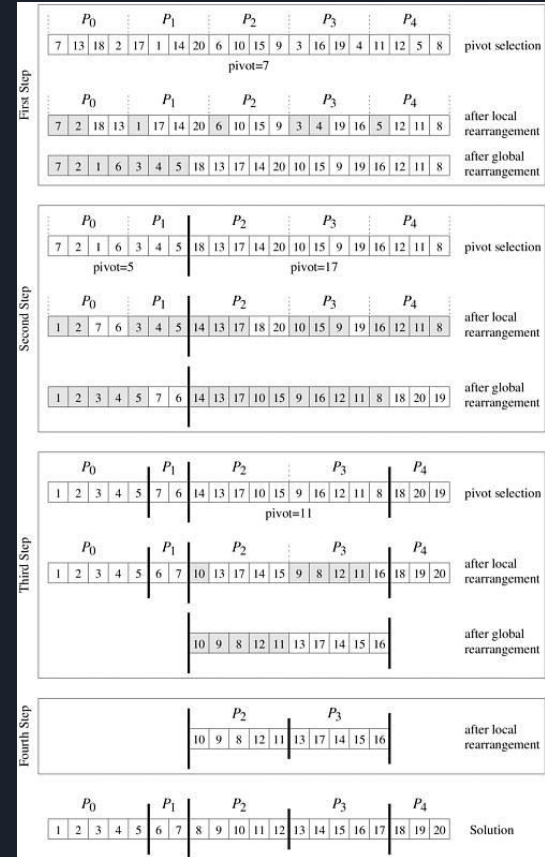 First Step
P0 P1 P2 P3 P4
7 13 18 2 17 1 14 20 6 10 15 9 3 16 19 4 11 12 5 8 pivot selection
pivot=7
P0 P1 P2 P3 P4
7 2 18 13 1 17 14 20 6 10 15 9 3 4 19 16 5 12 11 8 after local rearrangement
7 2 1 6 3 4 5 18 13 17 14 20 10 15 9 19 16 12 11 8 after global rearrangement
Second Step
P0 P1 P2 P3 P4
7 2 1 6 3 4 5 18 13 17 14 20 10 15 9 19 16 12 11 8 pivot selection
pivot=5 pivot=17
P0 P1 P2 P3 P4
1 2 7 6 3 4 5 14 13 17 18 20 10 15 9 19 16 12 11 8 after local rearrangement
1 2 3 4 5 7 6 14 13 17 10 15 9 16 12 11 8 18 20 19 after global rearrangement
Third Step
P0 P1 P2 P3 P4
1 2 3 4 5 7 6 14 13 17 10 15 9 16 12 11 8 18 20 19 pivot selection
pivot=11
P0 P1 P2 P3 P4
1 2 3 4 5 6 7 10 13 17 14 15 9 8 12 11 16 18 19 20 after local rearrangement
10 9 8 12 11 13 17 14 15 16 after global rearrangement
Fourth Step
P2 P3
10 9 8 12 11 13 17 14 15 16 after local rearrangement
P0 P1 P2 P3 P4
1 2 3 4 5 6 7 8 9 10 11 12 13 14 15 16 17 18 19 20 Solution